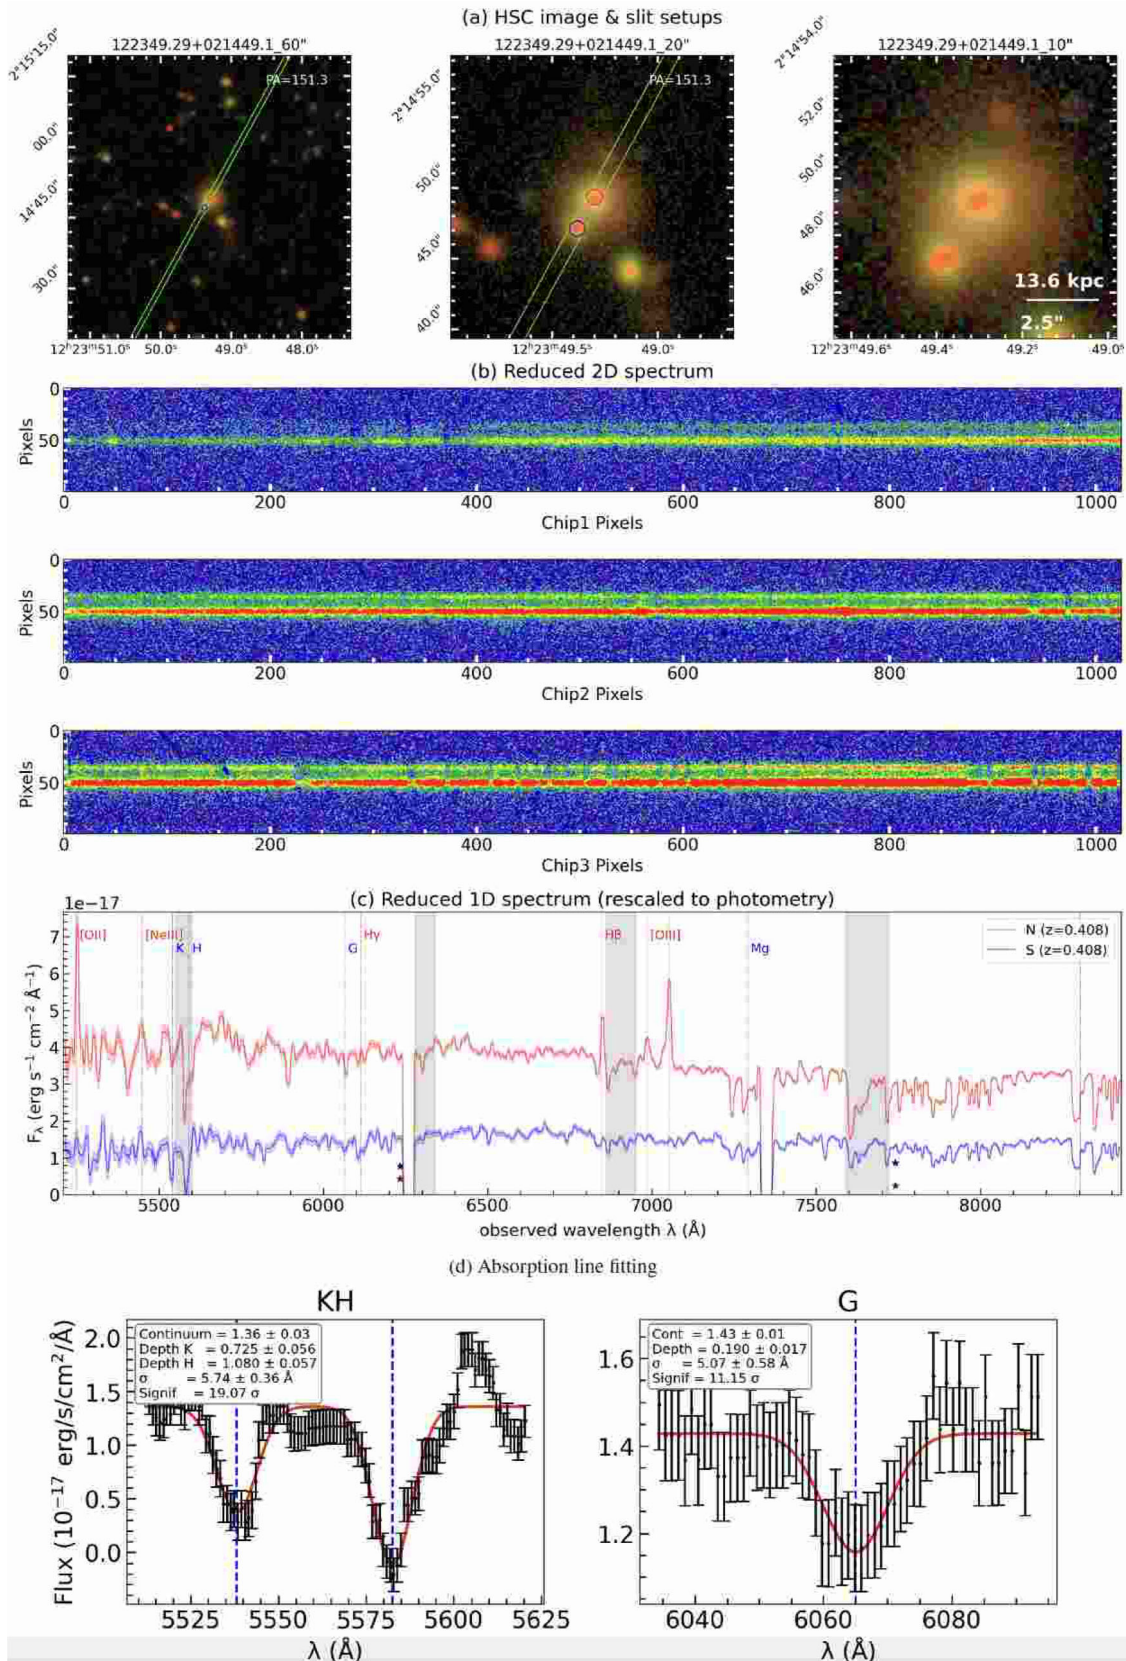 (a) HSC image & slit setups
122349.29+021449.1_60"
122349.29+021449.1_20"
122349.29+021449.1_10"
PA=151.3
PA=151.3
2°15'15.0"
00.0"
14'45.0"
30.0"
2°14'55.0"
50.0"
45.0"
40.0"
2°14'54.0"
52.0"
50.0"
48.0"
46.0"
13.6 kpc
2.5"
12ʰ23ᵐ51.0ˢ 50.0ˢ 49.0ˢ 48.0ˢ
12ʰ23ᵐ49.5ˢ 49.0ˢ
12ʰ23ᵐ49.6ˢ 49.4ˢ 49.2ˢ 49.0ˢ
(b) Reduced 2D spectrum
Pixels
0
50
0 200 400 600 800 1000
Chip1 Pixels
Pixels
0
50
0 200 400 600 800 1000
Chip2 Pixels
Pixels
0
50
0 200 400 600 800 1000
Chip3 Pixels
(c) Reduced 1D spectrum (rescaled to photometry)
1e−17
[OII] [NeIII] Hγ Hβ [OIII]
K H G Mg
N (z=0.408)
S (z=0.408)
Fλ (erg s⁻¹ cm⁻² Å⁻¹)
7
6
5
4
3
2
1
0
5500 6000 6500 7000 7500 8000
observed wavelength λ (Å)
(d) Absorption line fitting
KH
Continuum = 1.36 ± 0.03
Depth K = 0.725 ± 0.056
Depth H = 1.080 ± 0.057
σ = 5.74 ± 0.36 Å
Signif = 19.07 σ
Flux (10⁻¹⁷ erg/s/cm²/Å)
2.0
1.5
1.0
0.5
0.0
5525 5550 5575 5600 5625
λ (Å)
G
Cont = 1.43 ± 0.01
Depth = 0.190 ± 0.017
σ = 5.07 ± 0.58 Å
Signif = 11.15 σ
1.6
1.4
1.2
6040 6060 6080
λ (Å)